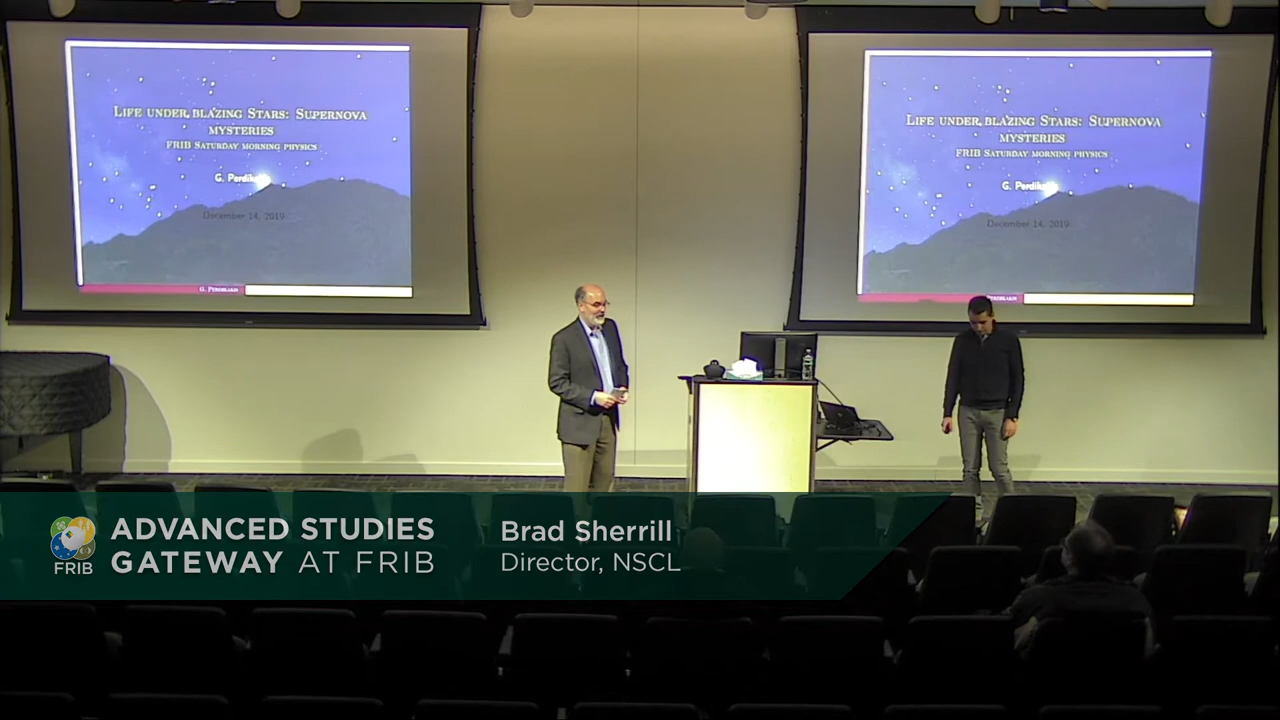 LIFE UNDER BLAZING STARS: SUPERNOVA
MYSTERIES
FRIB SATURDAY MORNING PHYSICS
G.
December 14, 2019
G. PERDIKAKIS
LIFE UNDER BLAZING STARS: SUPERNOVA
MYSTERIES
FRIB SATURDAY MORNING PHYSICS
G.
December 14, 2019
FRIB
ADVANCED STUDIES
GATEWAY AT FRIB
Brad Sherrill
Director, NSCL